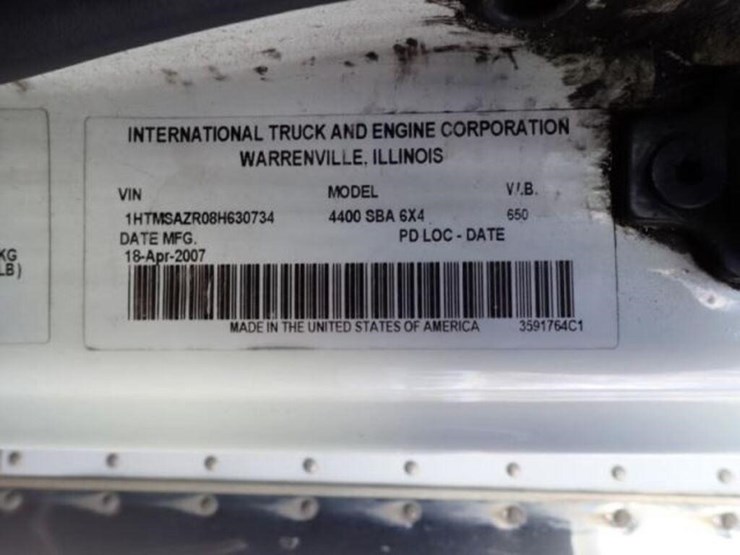 INTERNATIONAL TRUCK AND ENGINE CORPORATION
WARRENVILLE, ILLINOIS
VIN MODEL W.B.
1HTMSAZR08H630734 4400 SBA 6X4 650
DATE MFG. PD LOC - DATE
18-Apr-2007
KG
LB)
MADE IN THE UNITED STATES OF AMERICA 3591764C1